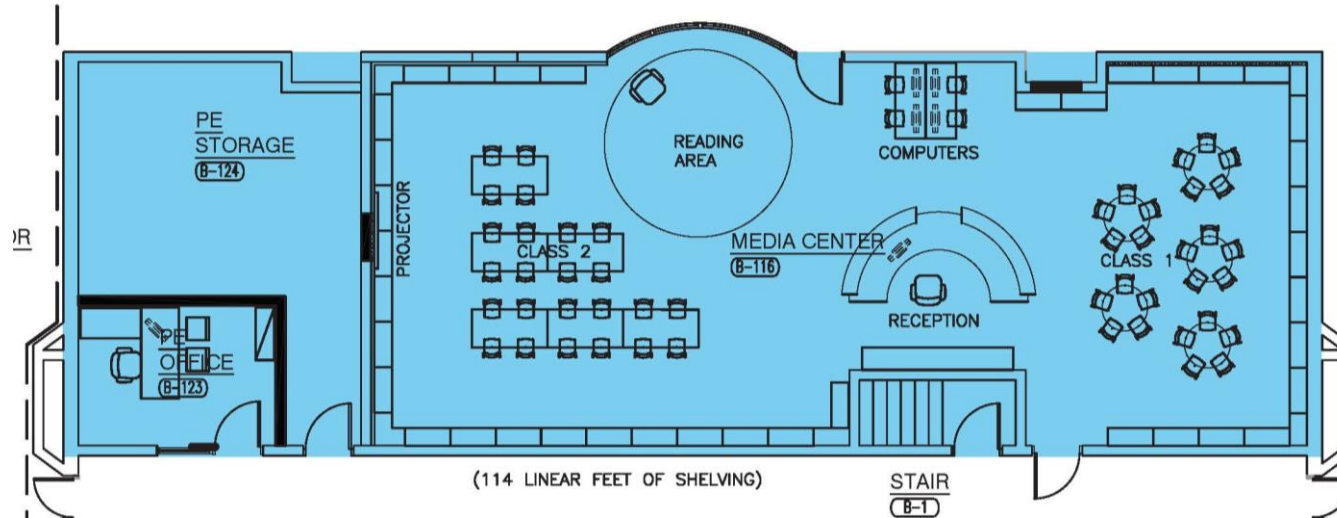 PE
STORAGE
B-124
OR
PE
OFFICE
B-123
PROJECTOR
CLASS 2
READING
AREA
MEDIA CENTER
B-116
COMPUTERS
RECEPTION
CLASS 1
(114 LINEAR FEET OF SHELVING)
STAIR
B-1